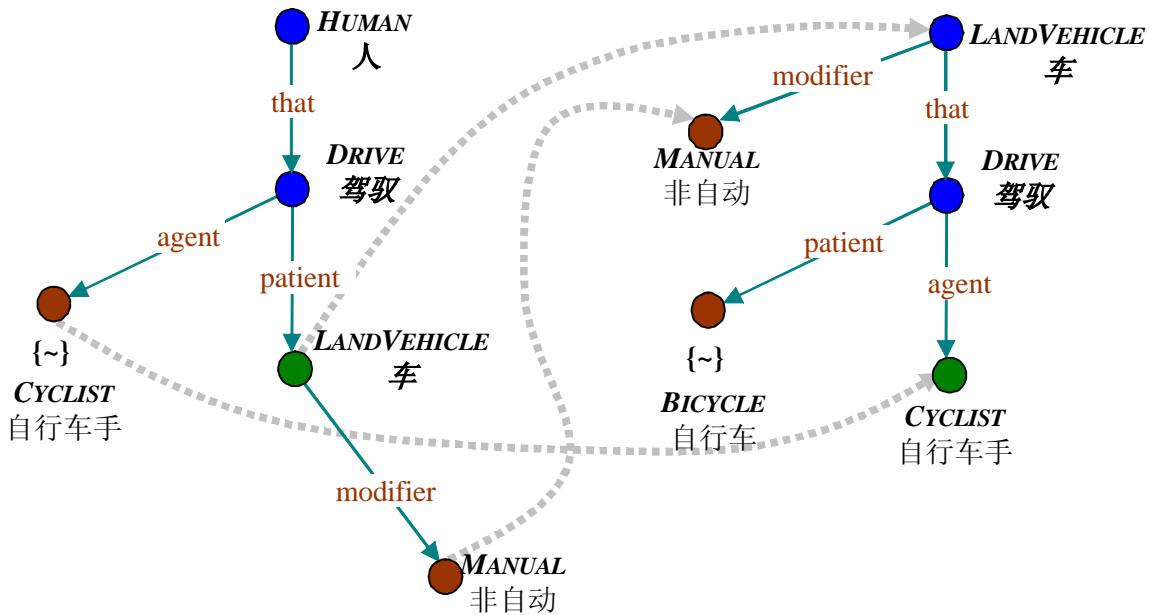 HUMAN
人
that
DRIVE
驾驭
agent
patient
{~}
CYCLIST
自行车手
LANDVEHICLE
车
modifier
MANUAL
非自动
LANDVEHICLE
车
modifier
that
MANUAL
非自动
DRIVE
驾驭
patient
agent
{~}
BICYCLE
自行车
CYCLIST
自行车手